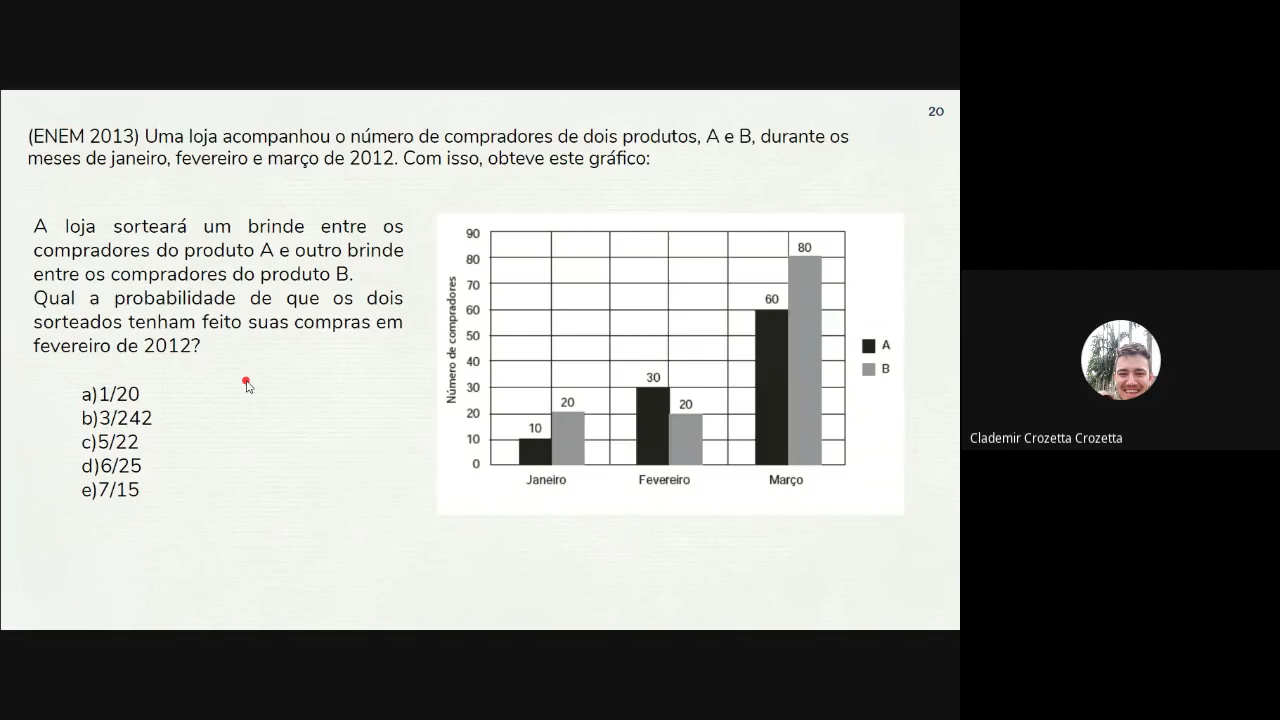 20
(ENEM 2013) Uma loja acompanhou o número de compradores de dois produtos, A e B, durante os
meses de janeiro, fevereiro e março de 2012. Com isso, obteve este gráfico:
A loja sorteará um brinde entre os
compradores do produto A e outro brinde
entre os compradores do produto B.
Qual a probabilidade de que os dois
sorteados tenham feito suas compras em
fevereiro de 2012?
a)1/20
b)3/242
c)5/22
d)6/25
e)7/15
Número de compradores
90
80
70
60
50
40
30
20
10
0
10
20
30
20
60
80
Janeiro
Fevereiro
Março
A
B
Clademir Crozetta Crozetta